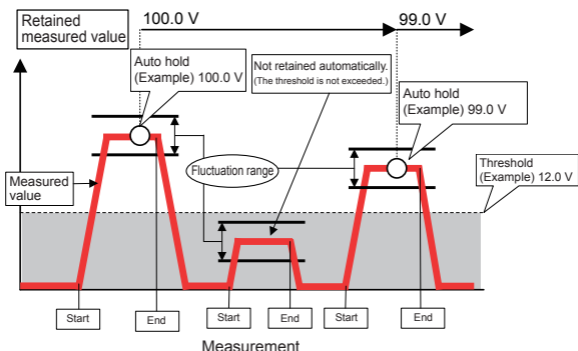 Retained
measured value
100.0 V
99.0 V
Auto hold
(Example) 100.0 V
Not retained automatically.
(The threshold is not exceeded.)
Auto hold
(Example) 99.0 V
Fluctuation range
Threshold
(Example) 12.0 V
Measured
value
Start
End
Start
End
Start
End
Measurement